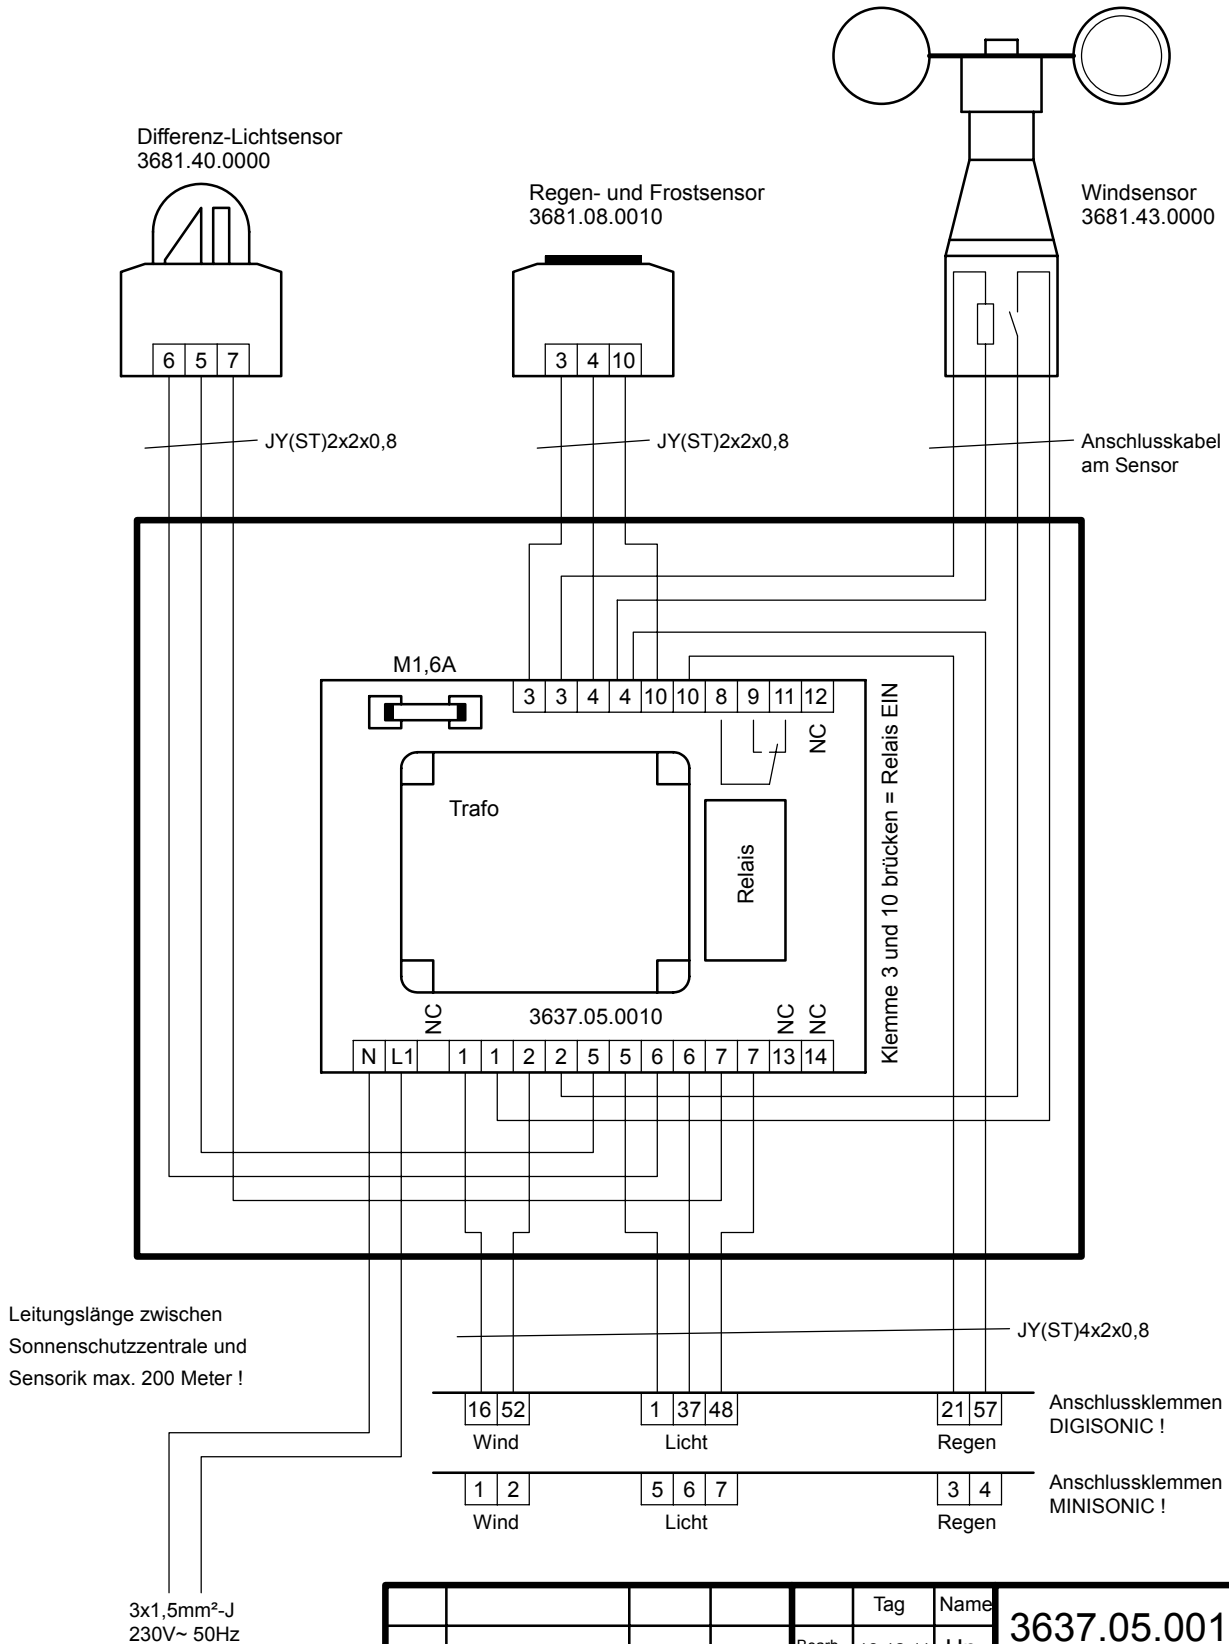 Differenz-Lichtsensor
3681.40.0000
Regen- und Frostsensor
3681.08.0010
Windsensor
3681.43.0000
6 5 7
3 4 10
JY(ST)2x2x0,8
JY(ST)2x2x0,8
Anschlusskabel
am Sensor
M1,6A
3 3 4 4 10 10 8 9 11 12
NC
Trafo
Relais
Klemme 3 und 10 brücken = Relais EIN
NC
3637.05.0010
NC
NC
N L1 1 1 2 2 5 5 6 6 7 7 13 14
Leitungslänge zwischen
Sonnenschutzzentrale und
Sensorik max. 200 Meter !
JY(ST)4x2x0,8
16 52 1 37 48 21 57
Wind Licht Regen
Anschlussklemmen
DIGISONIC !
1 2 5 6 7 3 4
Wind Licht Regen
Anschlussklemmen
MINISONIC !
3x1,5mm²-J
230V~ 50Hz
Tag Name
3637.05.001